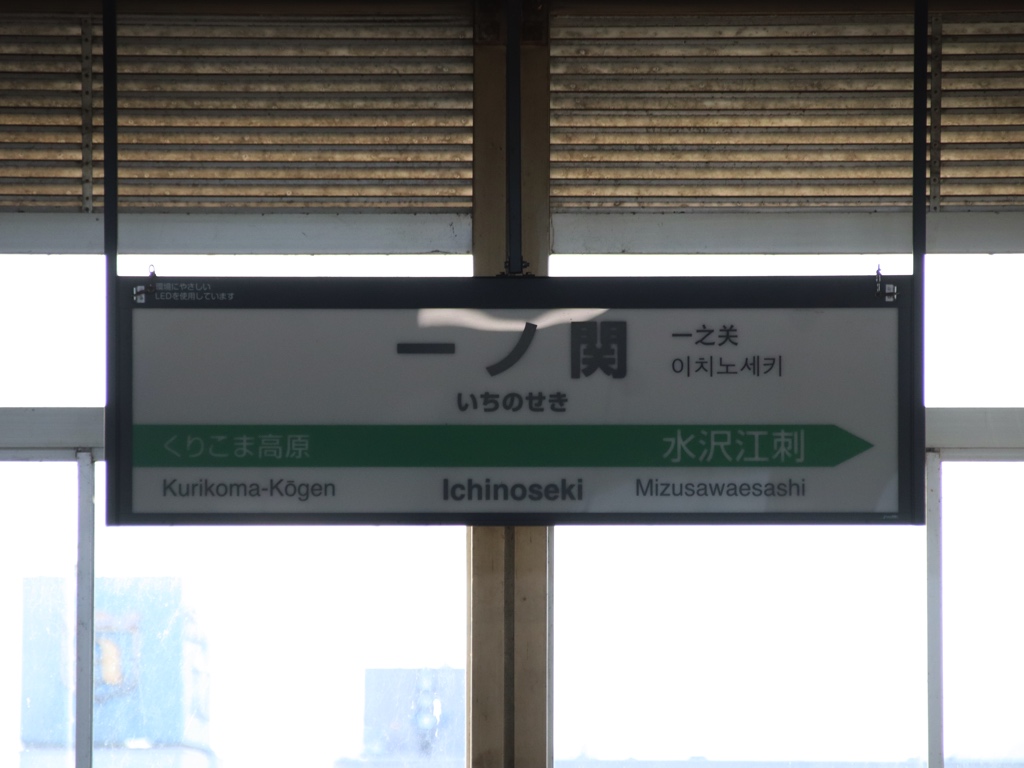 環境にやさしい
LEDを使用しています
一ノ関
一之关
이치노세키
いちのせき
くりこま高原 水沢江刺
Kurikoma-Kōgen Ichinoseki Mizusawaesashi